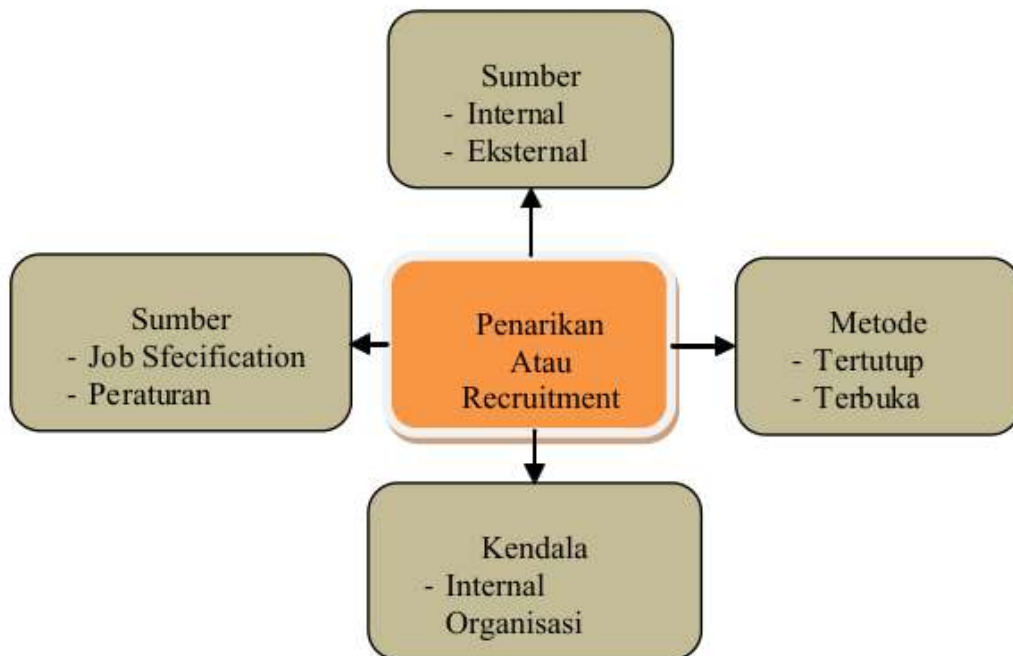 Sumber
- Internal
- Eksternal
Sumber
- Job Sfecification
- Peraturan
Penarikan
Atau
Recruitment
Metode
- Tertutup
- Terbuka
Kendala
- Internal
Organisasi